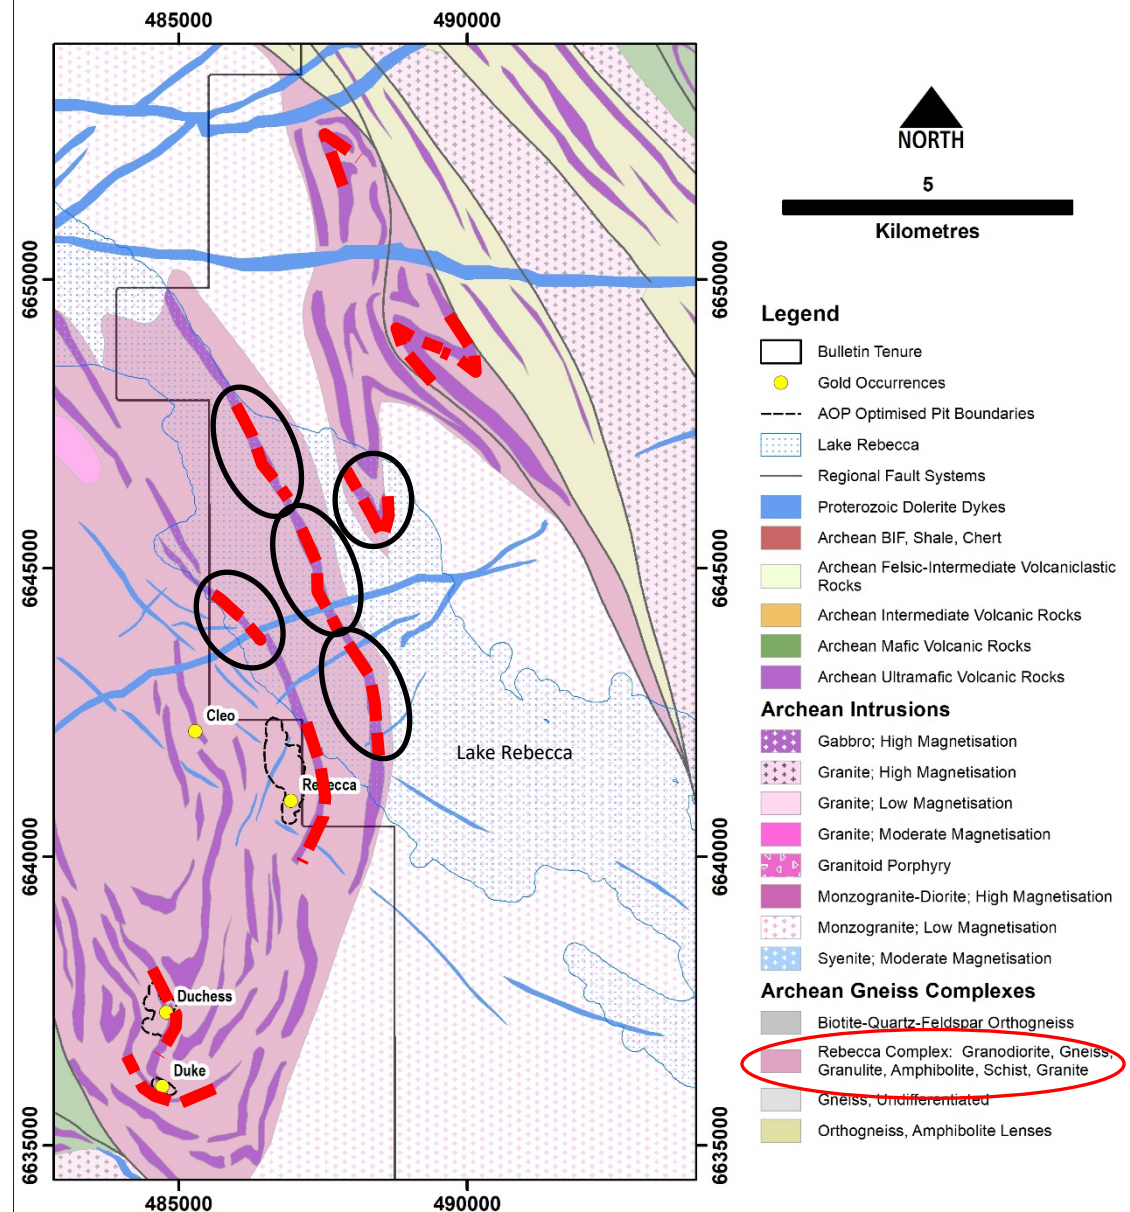 485000
490000
NORTH
5
Kilometres
6650000
6650000
Legend
Bulletin Tenure
Gold Occurrences
AOP Optimised Pit Boundaries
Lake Rebecca
Regional Fault Systems
Proterozoic Dolerite Dykes
Archean BIF, Shale, Chert
Archean Felsic-Intermediate Volcaniclastic
Rocks
Archean Intermediate Volcanic Rocks
Archean Mafic Volcanic Rocks
Archean Ultramafic Volcanic Rocks
Archean Intrusions
Gabbro; High Magnetisation
Granite; High Magnetisation
Granite; Low Magnetisation
Granite; Moderate Magnetisation
Granitoid Porphyry
Monzogranite-Diorite; High Magnetisation
Monzogranite; Low Magnetisation
Syenite; Moderate Magnetisation
Archean Gneiss Complexes
Biotite-Quartz-Feldspar Orthogneiss
Rebecca Complex: Granodiorite, Gneiss,
Granulite, Amphibolite, Schist, Granite
Gneiss, Undifferentiated
Orthogneiss, Amphibolite Lenses
6645000
6645000
Cleo
Lake Rebecca
Rebecca
6640000
6640000
Duchess
Duke
6635000
6635000
485000
490000